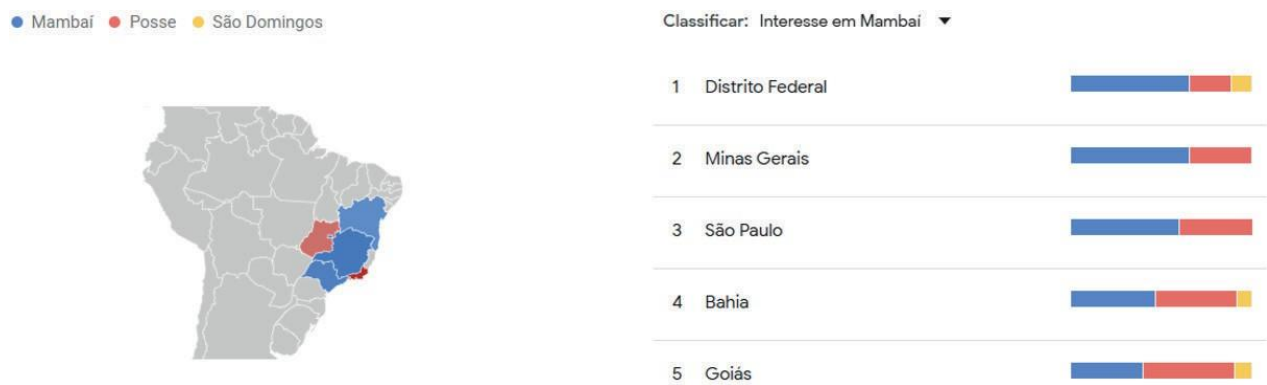 Mambaí Posse São Domingos
Classificar: Interesse em Mambaí
1 Distrito Federal
2 Minas Gerais
3 São Paulo
4 Bahia
5 Goiás